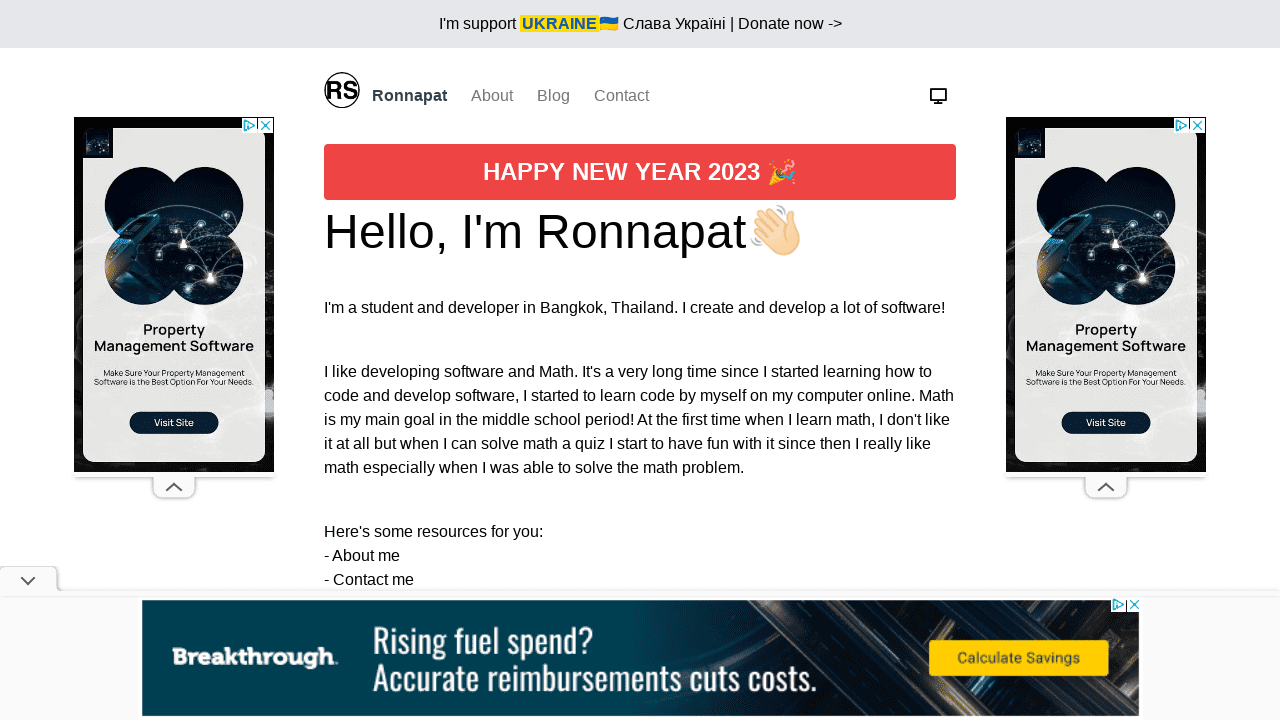 I'm support UKRAINE🇺🇦 Слава Україні | Donate now ->
RS Ronnapat About Blog Contact
HAPPY NEW YEAR 2023 🎉
Hello, I'm Ronnapat👋🏻
I'm a student and developer in Bangkok, Thailand. I create and develop a lot of software!
I like developing software and Math. It's a very long time since I started learning how to
code and develop software, I started to learn code by myself on my computer online. Math
is my main goal in the middle school period! At the first time when I learn math, I don't like
it at all but when I can solve math a quiz I start to have fun with it since then I really like
math especially when I was able to solve the math problem.
Here's some resources for you:
- About me
- Contact me
Property
Management Software
Make Sure Your Property Management
Software is the Best Option For Your Needs.
Visit Site
Property
Management Software
Make Sure Your Property Management
Software is the Best Option For Your Needs.
Visit Site
Breakthrough.
Rising fuel spend?
Accurate reimbursements cuts costs.
Calculate Savings